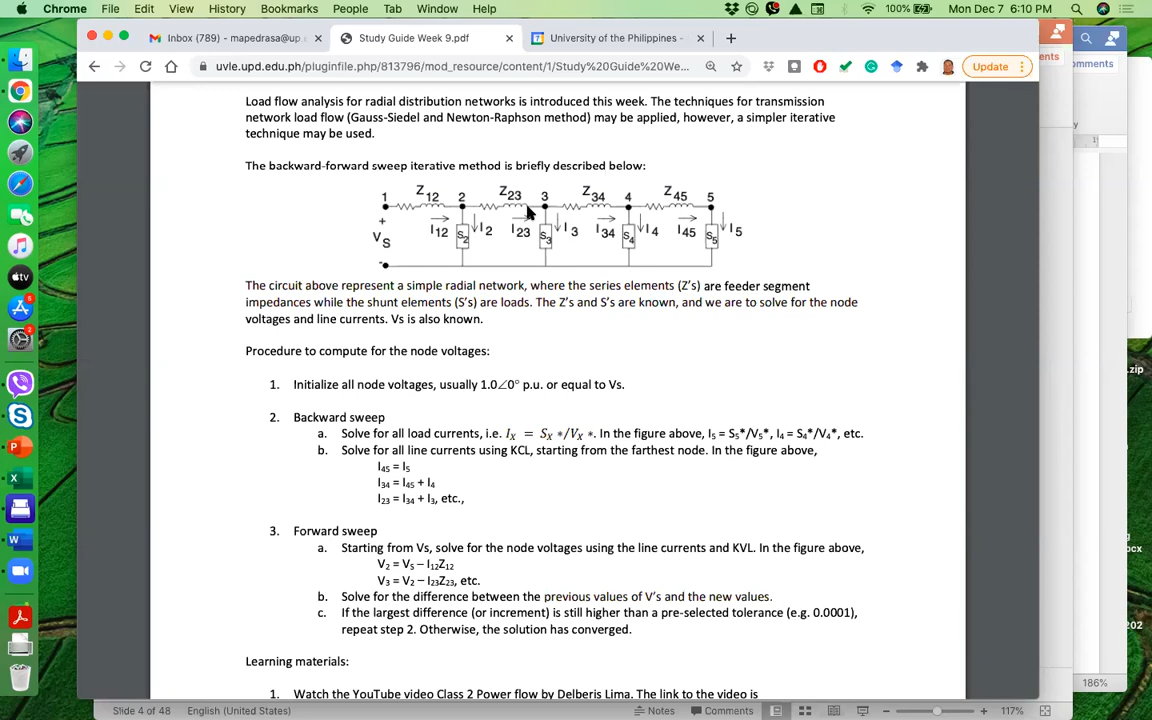 Chrome File Edit View History Bookmarks People Tab Window Help 100% Mon Dec 7 6:10 PM
Inbox (789) - mapedrasa@up. Study Guide Week 9.pdf University of the Philippines -
uvle.upd.edu.ph/pluginfile.php/813796/mod_resource/content/1/Study%20Guide%20We... Update
Load flow analysis for radial distribution networks is introduced this week. The techniques for transmission
network load flow (Gauss-Siedel and Newton-Raphson method) may be applied, however, a simpler iterative
technique may be used.
The backward-forward sweep iterative method is briefly described below:
1 Z12 2 Z23 3 Z34 4 Z45 5
+ I12 S2 I2 I23 S3 I3 I34 S4 I4 I45 S5 I5
VS
-
The circuit above represent a simple radial network, where the series elements (Z's) are feeder segment
impedances while the shunt elements (S's) are loads. The Z's and S's are known, and we are to solve for the node
voltages and line currents. Vs is also known.
Procedure to compute for the node voltages:
1. Initialize all node voltages, usually 1.0∠0° p.u. or equal to Vs.
2. Backward sweep
a. Solve for all load currents, i.e. IX = SX */VX *. In the figure above, I5 = S5*/V5*, I4 = S4*/V4*, etc.
b. Solve for all line currents using KCL, starting from the farthest node. In the figure above,
I45 = I5
I34 = I45 + I4
I23 = I34 + I3, etc.,
3. Forward sweep
a. Starting from Vs, solve for the node voltages using the line currents and KVL. In the figure above,
V2 = VS – I12Z12
V3 = V2 – I23Z23, etc.
b. Solve for the difference between the previous values of V's and the new values.
c. If the largest difference (or increment) is still higher than a pre-selected tolerance (e.g. 0.0001),
repeat step 2. Otherwise, the solution has converged.
Learning materials:
1. Watch the YouTube video Class 2 Power flow by Delberis Lima. The link to the video is
Slide 4 of 48 English (United States) Notes Comments 117%
ents
mments
.zip
ocx
202
186%
tv
5
2